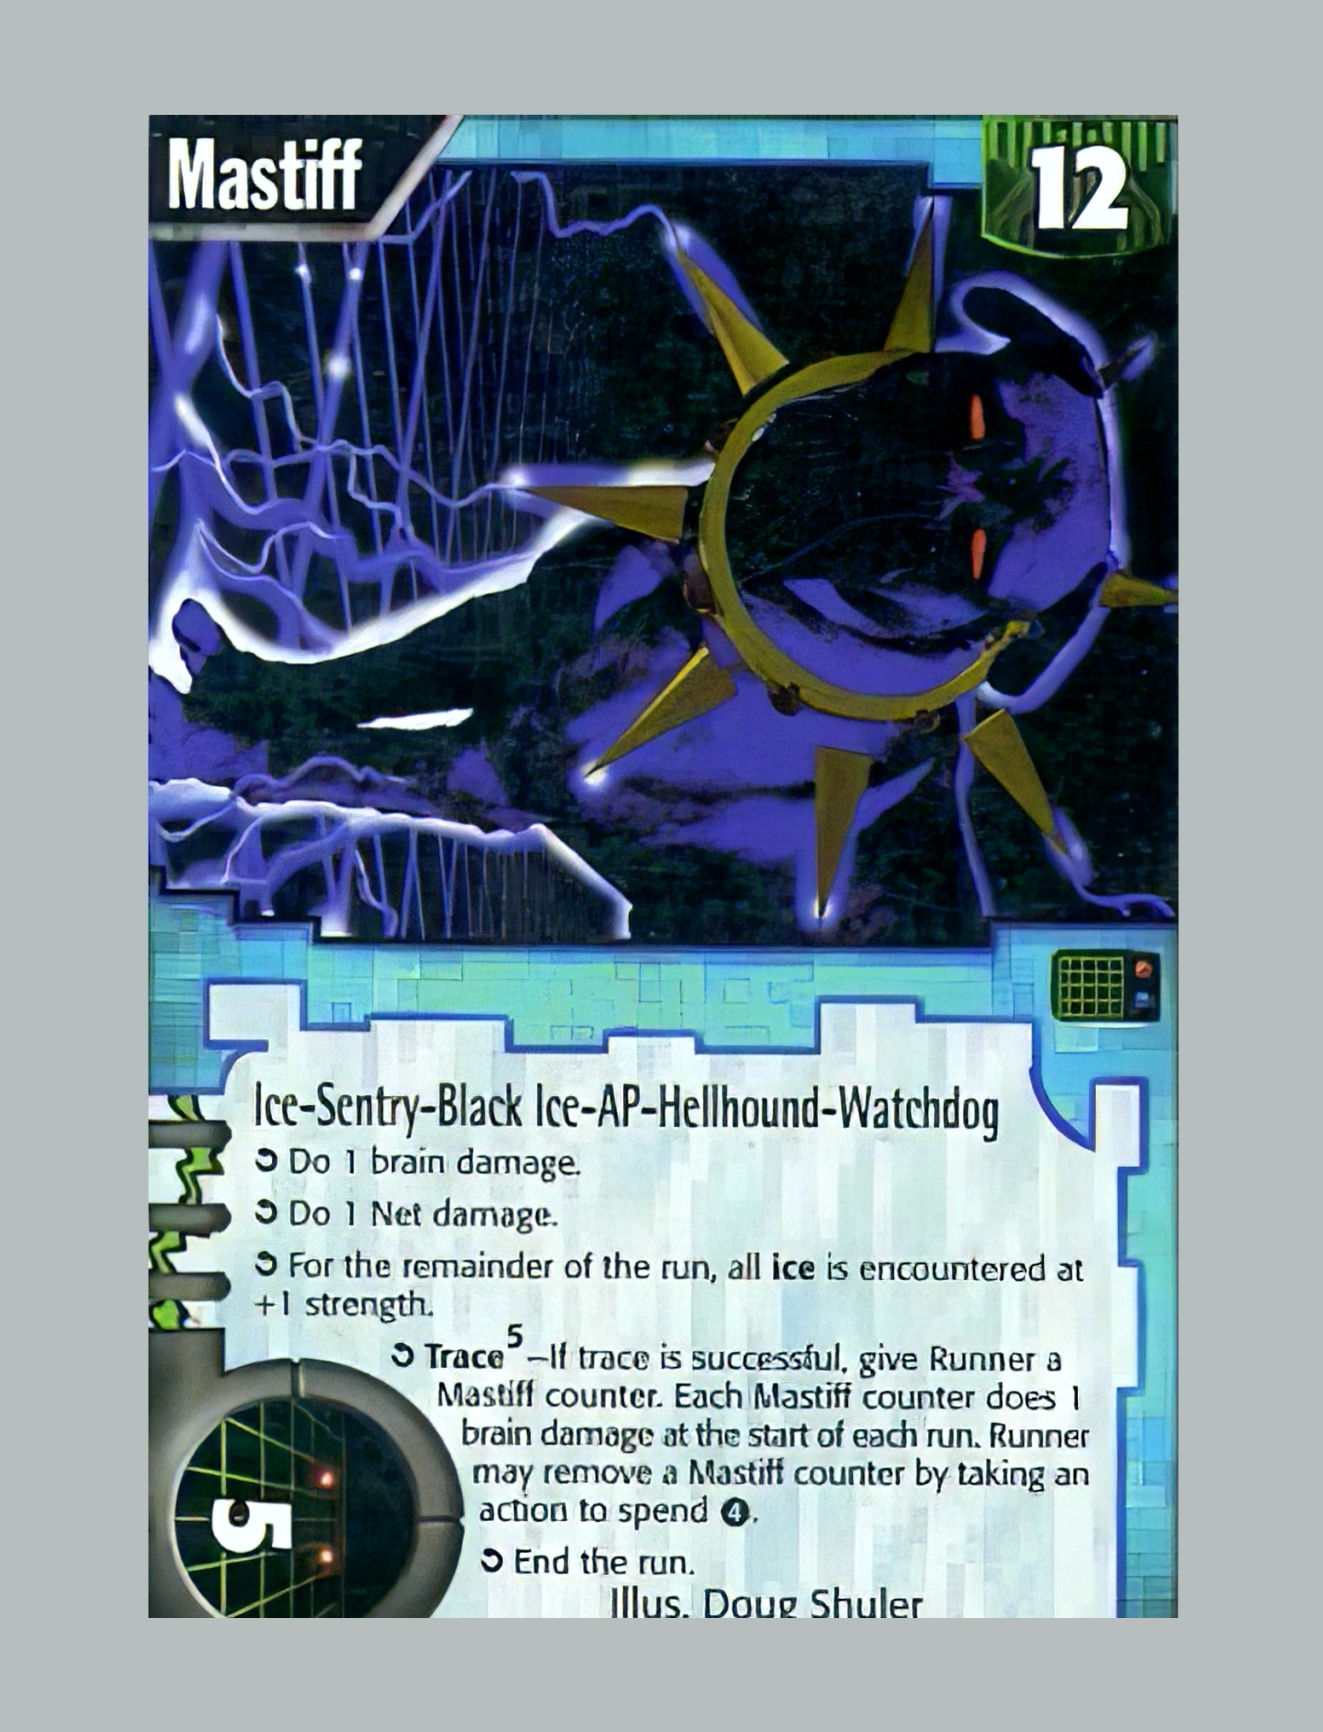 Mastiff
12
Ice-Sentry-Black Ice-AP-Hellhound-Watchdog
Do 1 brain damage.
Do 1 Net damage.
For the remainder of the run, all ice is encountered at
+1 strength.
Trace⁵–If trace is successful, give Runner a
Mastiff counter. Each Mastiff counter does 1
brain damage at the start of each run. Runner
may remove a Mastiff counter by taking an
action to spend ❹.
End the run.
5
Illus. Doug Shuler